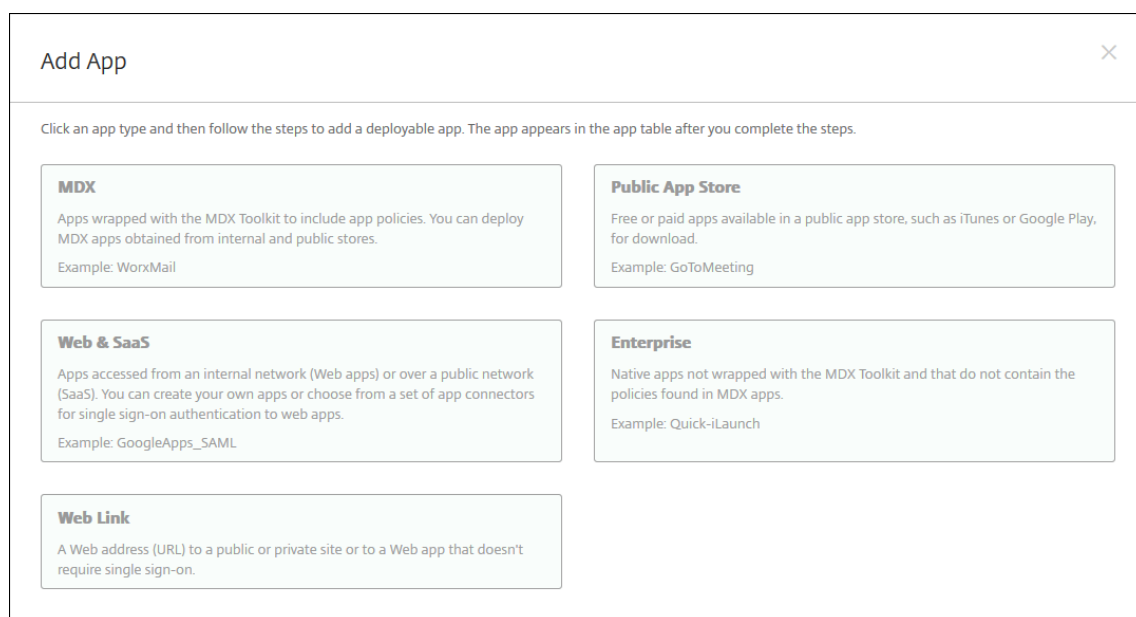 Add App
Click an app type and then follow the steps to add a deployable app. The app appears in the app table after you complete the steps.
MDX
Apps wrapped with the MDX Toolkit to include app policies. You can deploy
MDX apps obtained from internal and public stores.
Example: WorxMail
Public App Store
Free or paid apps available in a public app store, such as iTunes or Google Play,
for download.
Example: GoToMeeting
Web & SaaS
Apps accessed from an internal network (Web apps) or over a public network
(SaaS). You can create your own apps or choose from a set of app connectors
for single sign-on authentication to web apps.
Example: GoogleApps_SAML
Enterprise
Native apps not wrapped with the MDX Toolkit and that do not contain the
policies found in MDX apps.
Example: Quick-iLaunch
Web Link
A Web address (URL) to a public or private site or to a Web app that doesn't
require single sign-on.